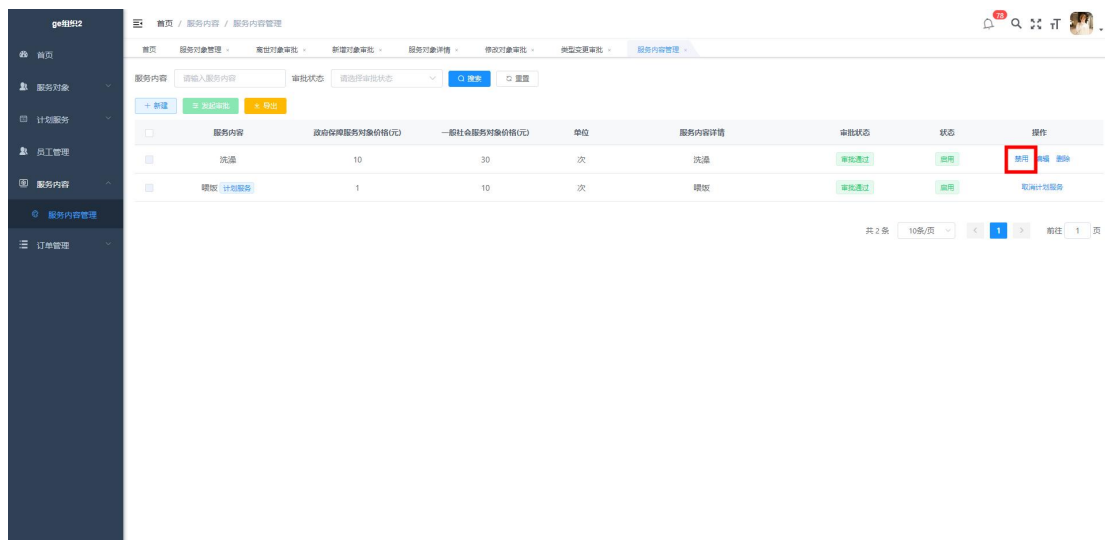 ge组织2
首页 / 服务内容 / 服务内容管理
78
首页
服务对象
计划服务
员工管理
服务内容
服务内容管理
订单管理
首页 服务对象管理 × 离世对象审批 × 新增对象审批 × 服务对象详情 × 修改对象审批 × 类型变更审批 × 服务内容管理 ×
服务内容 请输入服务内容 审批状态 请选择审批状态 搜索 重置
+ 新建 发起审批 导出
服务内容 政府保障服务对象价格(元) 一般社会服务对象价格(元) 单位 服务内容详情 审批状态 状态 操作
洗澡 10 30 次 洗澡 审批通过 启用 禁用 编辑 删除
喂饭 计划服务 1 10 次 喂饭 审批通过 启用 取消计划服务
共 2 条 10条/页 < 1 > 前往 1 页